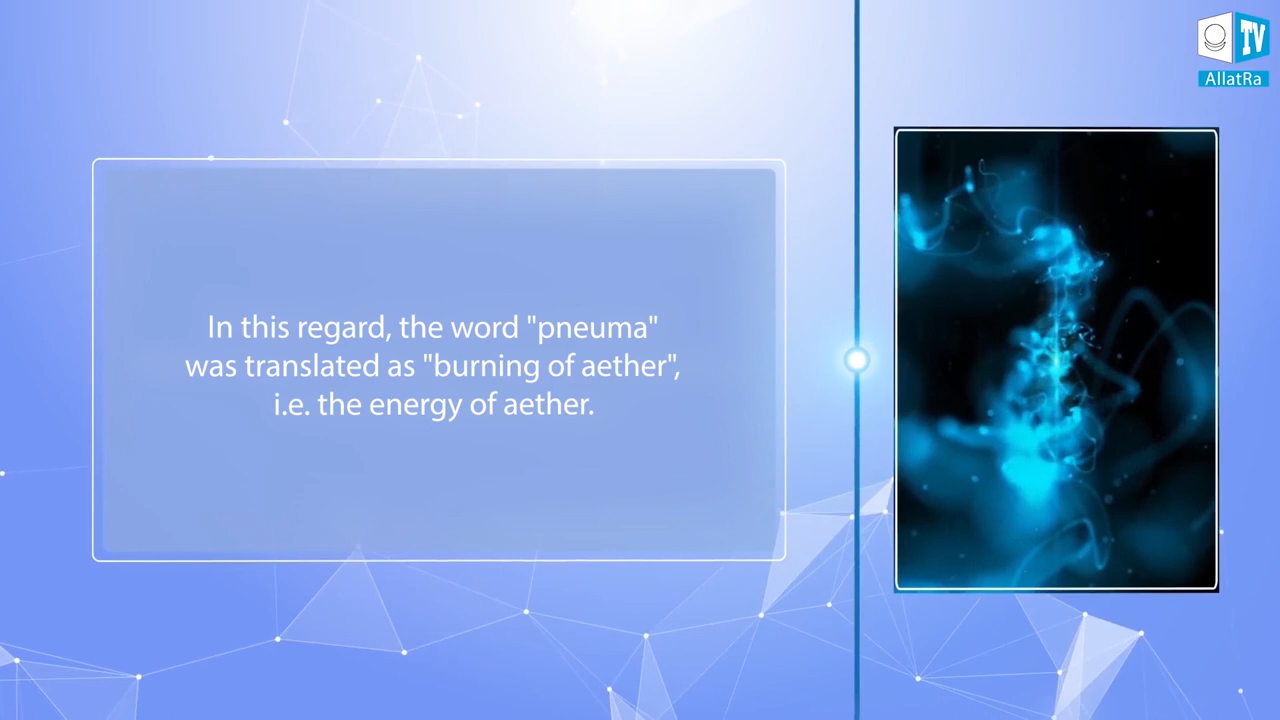 TV
AllatRa
In this regard, the word "pneuma"
was translated as "burning of aether",
i.e. the energy of aether.